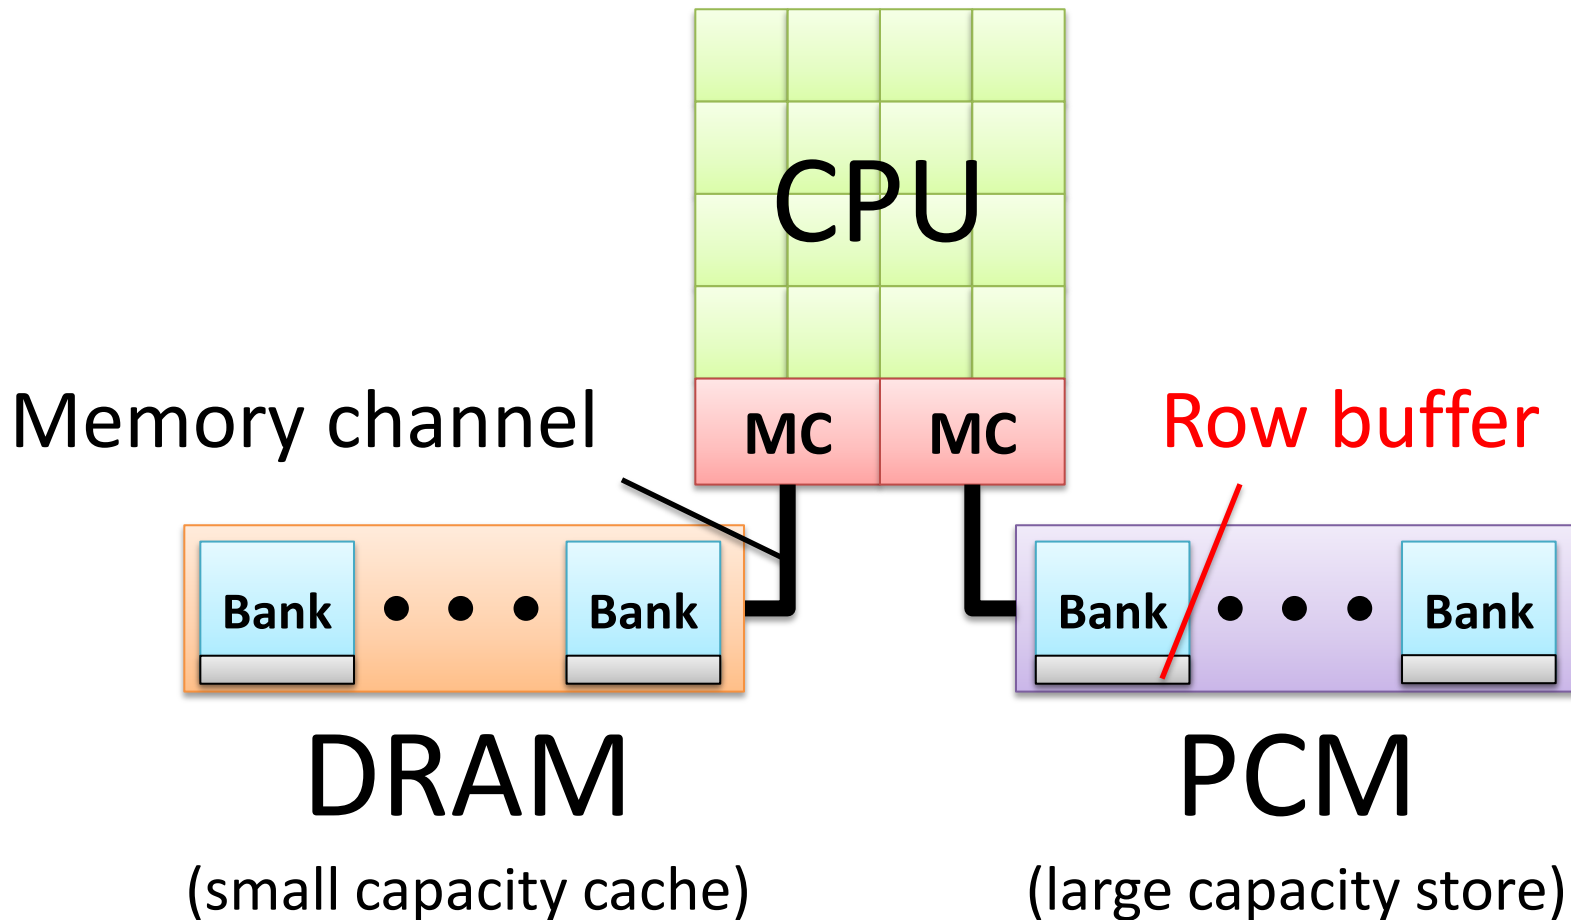 CPU
Memory channel
MC MC
Row buffer
Bank Bank
Bank Bank
DRAM
PCM
(small capacity cache)
(large capacity store)